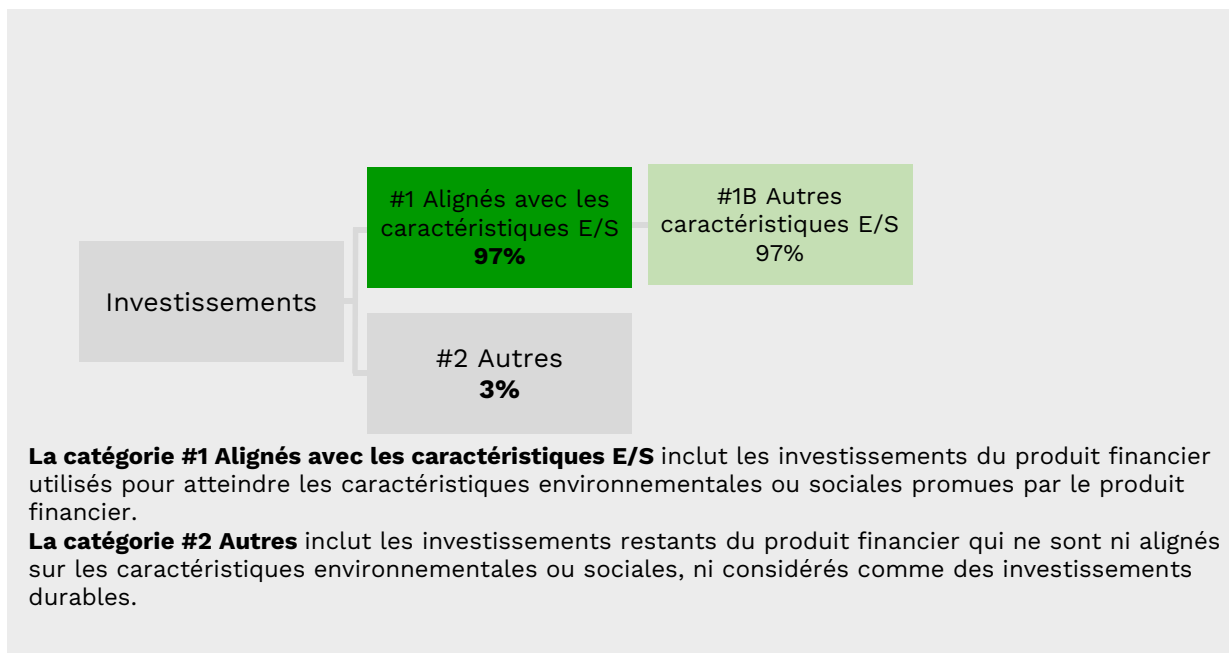 #1 Alignés avec les
caractéristiques E/S
97%
#1B Autres
caractéristiques E/S
97%
Investissements
#2 Autres
3%
La catégorie #1 Alignés avec les caractéristiques E/S inclut les investissements du produit financier
utilisés pour atteindre les caractéristiques environnementales ou sociales promues par le produit
financier.
La catégorie #2 Autres inclut les investissements restants du produit financier qui ne sont ni alignés
sur les caractéristiques environnementales ou sociales, ni considérés comme des investissements
durables.